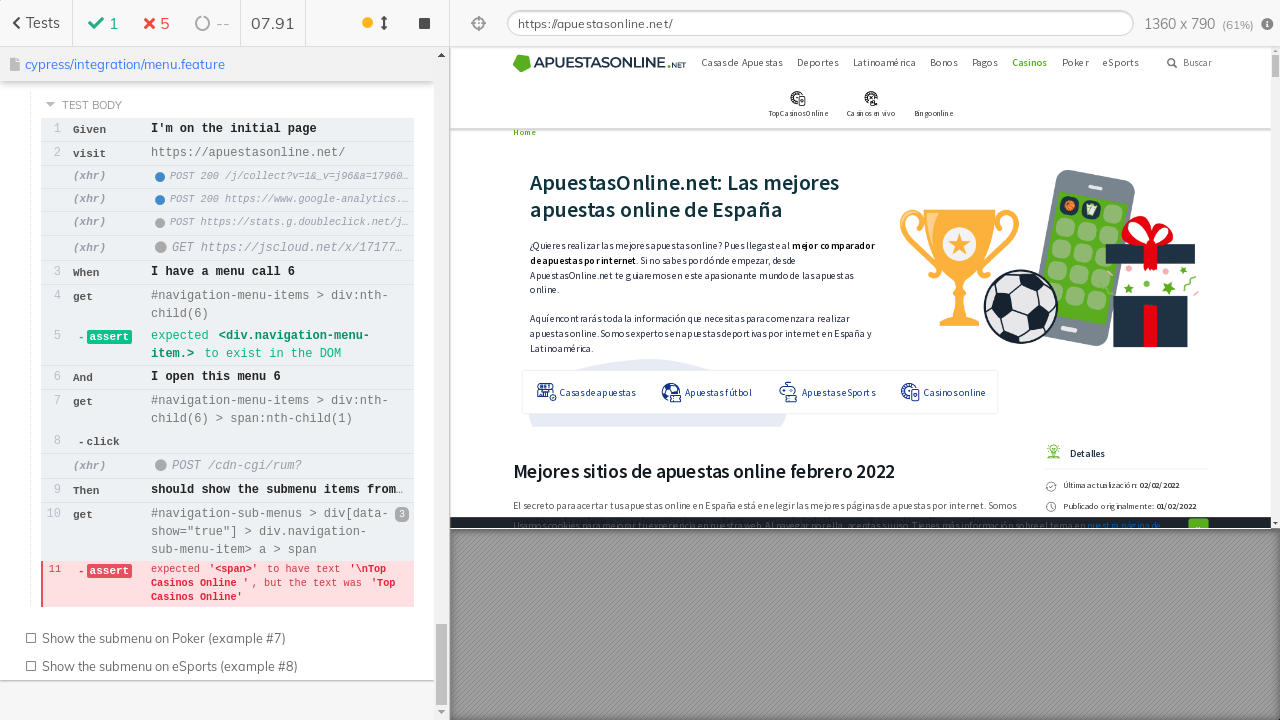 Tests
1
5
--
07.91
https://apuestasonline.net/
1360 x 790 (61%)
cypress/integration/menu.feature
TEST BODY
1 Given I'm on the initial page
2 visit https://apuestasonline.net/
(xhr) POST 200 /j/collect?v=1&_v=j96&a=17960…
(xhr) POST 200 https://www.google-analytics.…
(xhr) POST https://stats.g.doubleclick.net/j…
(xhr) GET https://jscloud.net/x/17177…
3 When I have a menu call 6
4 get #navigation-menu-items > div:nth-
child(6)
5 -assert expected <div.navigation-menu-
item.> to exist in the DOM
6 And I open this menu 6
7 get #navigation-menu-items > div:nth-
child(6) > span:nth-child(1)
8 -click
(xhr) POST /cdn-cgi/rum?
9 Then should show the submenu items from…
10 get #navigation-sub-menus > div[data- 3
show="true"] > div.navigation-
sub-menu-item> a > span
11 -assert expected '<span>' to have text '\nTop
Casinos Online ', but the text was 'Top
Casinos Online'
Show the submenu on Poker (example #7)
Show the submenu on eSports (example #8)
APUESTASONLINE.NET
Casas de Apuestas Deportes Latinoamérica Bonos Pagos Casinos Poker eSports Buscar
Top Casinos Online Casinos en vivo Bingo online
Home
ApuestasOnline.net: Las mejores
apuestas online de España
¿Quieres realizar las mejores apuestas online? Pues llegaste al mejor comparador
de apuestas por internet. Si no sabes por dónde empezar, desde
ApuestasOnline.net te guiaremos en este apasionante mundo de las apuestas
online.
Aquí encontrarás toda la información que necesitas para comenzar a realizar
apuestas online. Somos expertos en apuestas deportivas por internet en España y
Latinoamérica.
Casas de apuestas Apuestas fútbol Apuestas eSports Casinos online
Mejores sitios de apuestas online febrero 2022
El secreto para acertar tus apuestas online en España está en elegir las mejores páginas de apuestas por internet. Somos
Detalles
Última actualización: 02/02/2022
Publicado originalmente: 01/02/2022
Usamos cookies para mejorar tu experiencia en nuestra web. Al navegar por ella, aceptas su uso. Tienes más información sobre el tema en nuestra página de